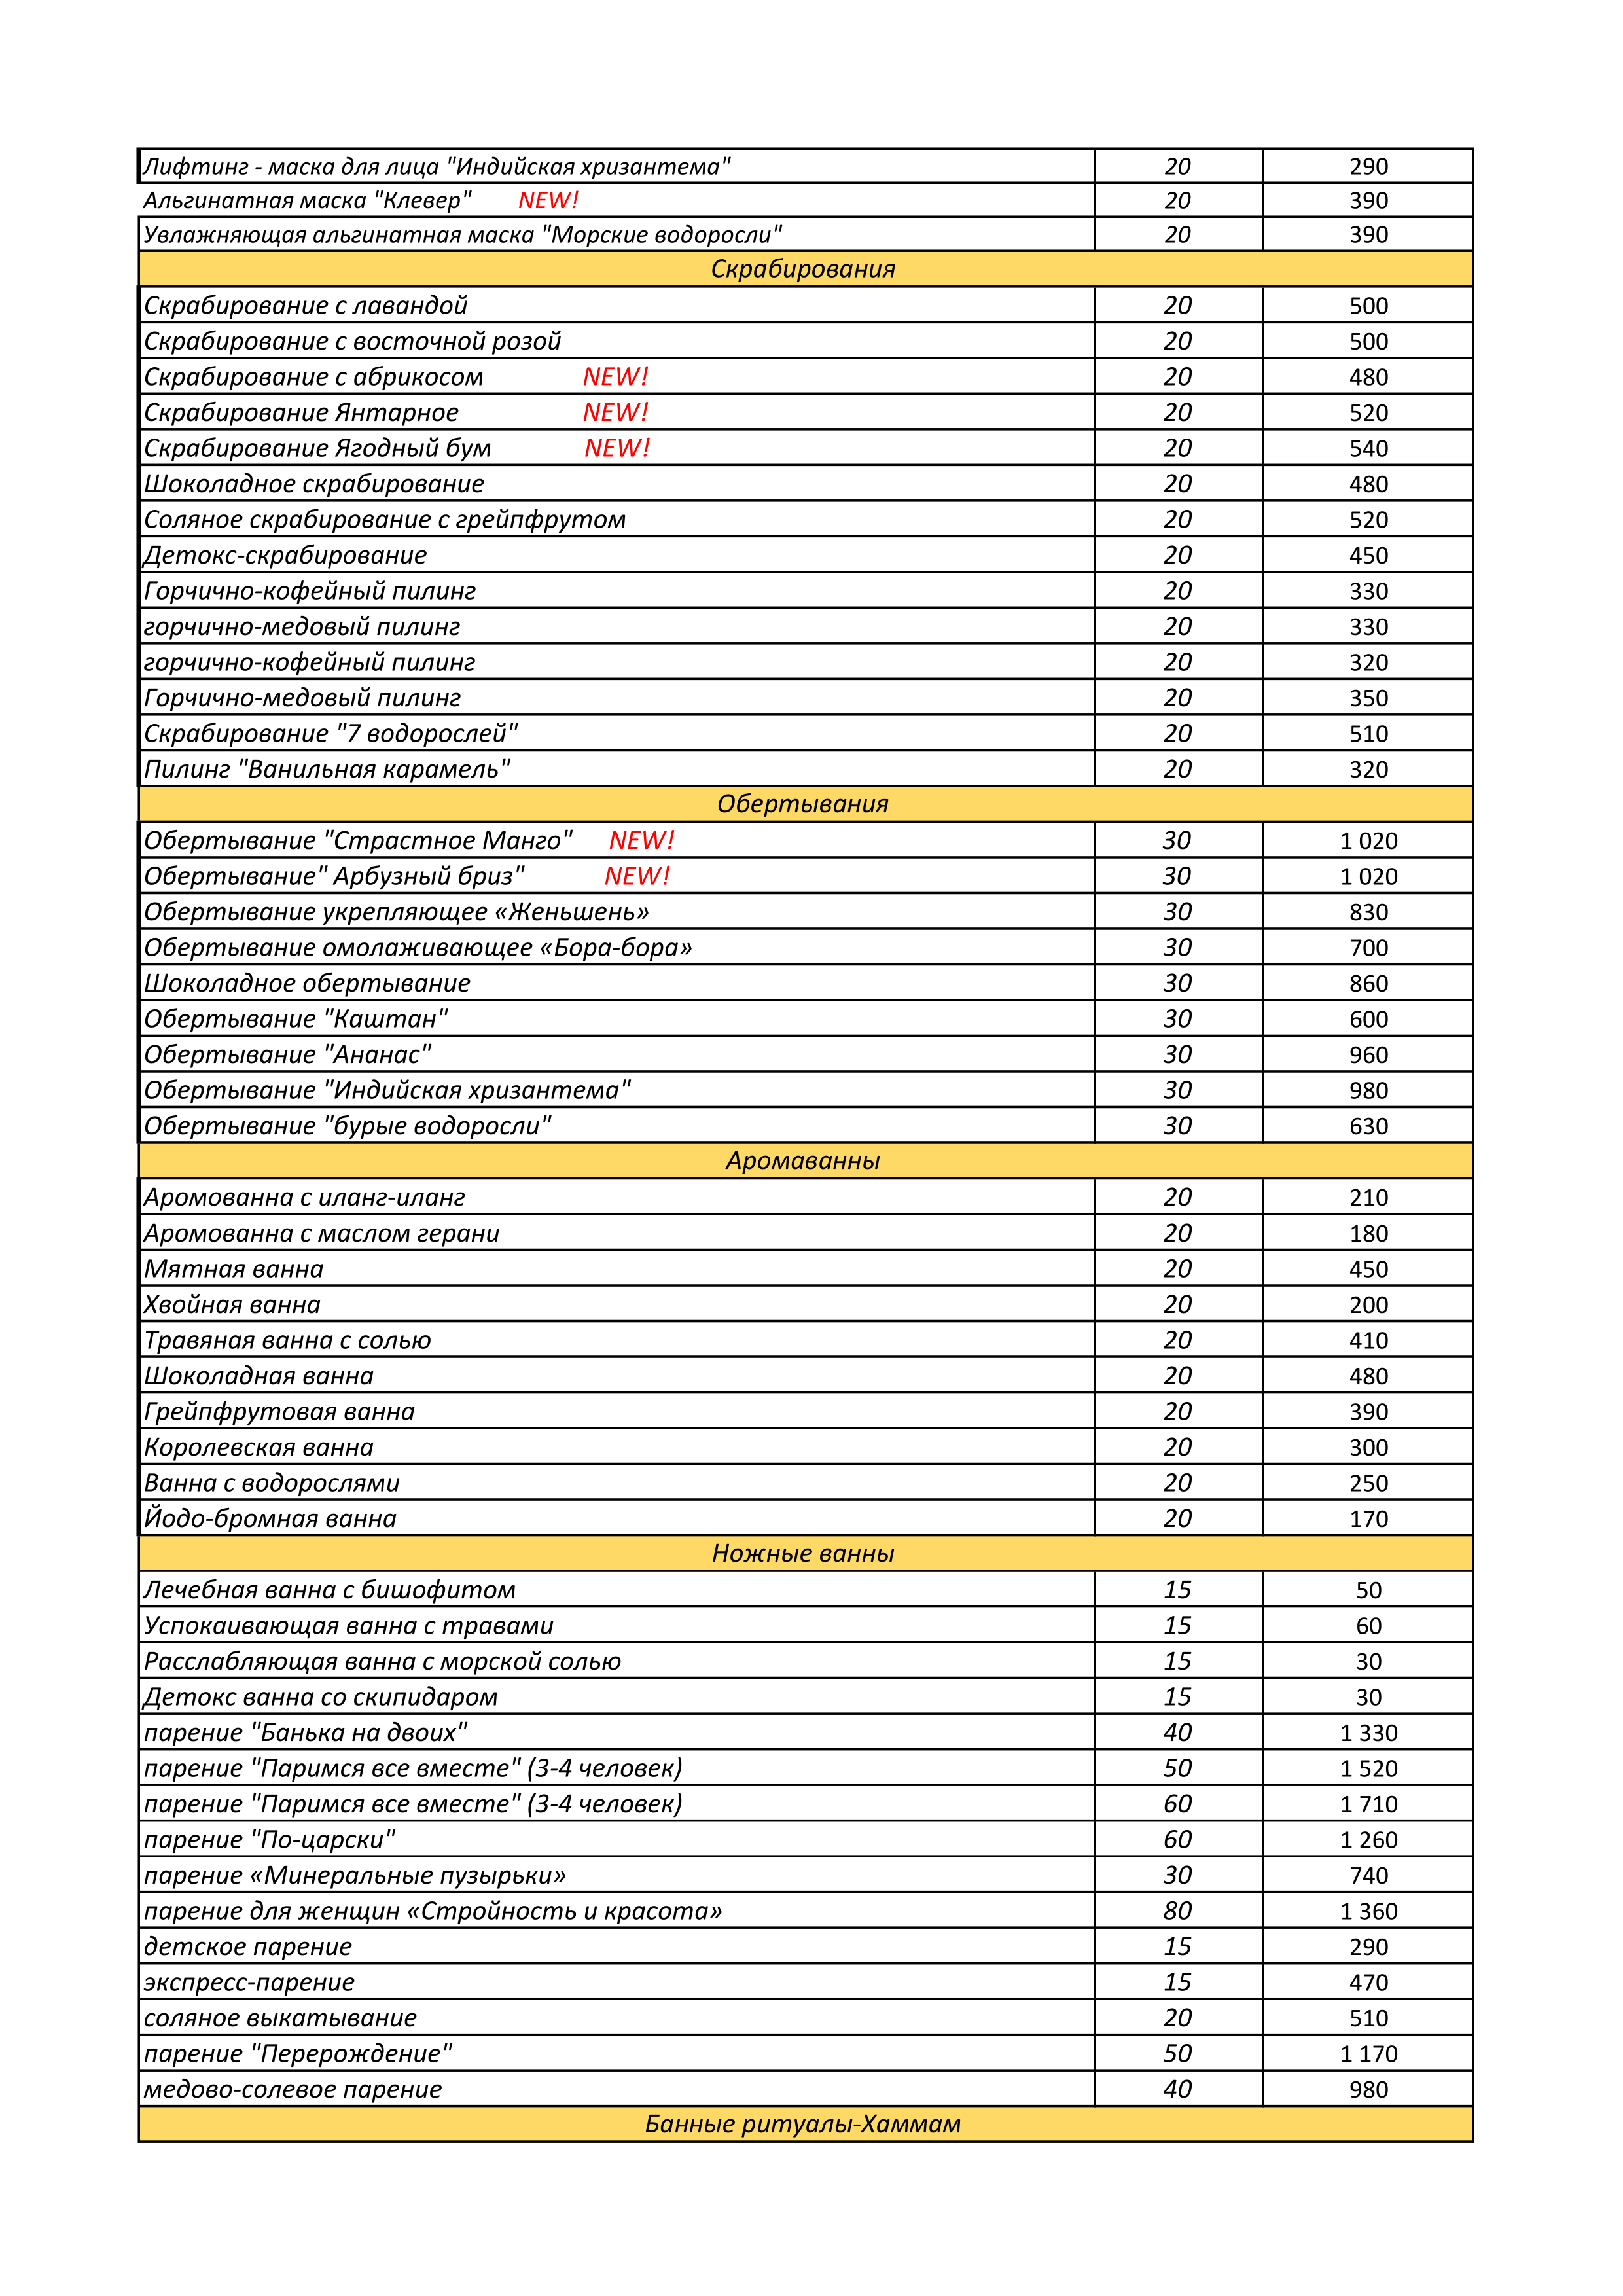 Лифтинг - маска для лица "Индийская хризантема" 20 290
Альгинатная маска "Клевер" NEW! 20 390
Увлажняющая альгинатная маска "Морские водоросли" 20 390
Скрабирования
Скрабирование с лавандой 20 500
Скрабирование с восточной розой 20 500
Скрабирование с абрикосом NEW! 20 480
Скрабирование Янтарное NEW! 20 520
Скрабирование Ягодный бум NEW! 20 540
Шоколадное скрабирование 20 480
Соляное скрабирование с грейпфрутом 20 520
Детокс-скрабирование 20 450
Горчично-кофейный пилинг 20 330
горчично-медовый пилинг 20 330
горчично-кофейный пилинг 20 320
Горчично-медовый пилинг 20 350
Скрабирование "7 водорослей" 20 510
Пилинг "Ванильная карамель" 20 320
Обертывания
Обертывание "Страстное Манго" NEW! 30 1 020
Обертывание" Арбузный бриз" NEW! 30 1 020
Обертывание укрепляющее «Женьшень» 30 830
Обертывание омолаживающее «Бора-бора» 30 700
Шоколадное обертывание 30 860
Обертывание "Каштан" 30 600
Обертывание "Ананас" 30 960
Обертывание "Индийская хризантема" 30 980
Обертывание "бурые водоросли" 30 630
Аромаванны
Аромованна с иланг-иланг 20 210
Аромованна с маслом герани 20 180
Мятная ванна 20 450
Хвойная ванна 20 200
Травяная ванна с солью 20 410
Шоколадная ванна 20 480
Грейпфрутовая ванна 20 390
Королевская ванна 20 300
Ванна с водорослями 20 250
Йодо-бромная ванна 20 170
Ножные ванны
Лечебная ванна с бишофитом 15 50
Успокаивающая ванна с травами 15 60
Расслабляющая ванна с морской солью 15 30
Детокс ванна со скипидаром 15 30
парение "Банька на двоих" 40 1 330
парение "Паримся все вместе" (3-4 человек) 50 1 520
парение "Паримся все вместе" (3-4 человек) 60 1 710
парение "По-царски" 60 1 260
парение «Минеральные пузырьки» 30 740
парение для женщин «Стройность и красота» 80 1 360
детское парение 15 290
экспресс-парение 15 470
соляное выкатывание 20 510
парение "Перерождение" 50 1 170
медово-солевое парение 40 980
Банные ритуалы-Хаммам